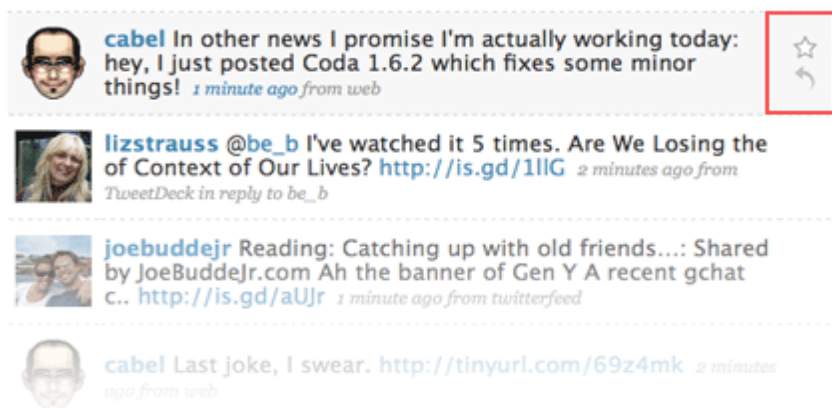 cabel In other news I promise I'm actually working today:
hey, I just posted Coda 1.6.2 which fixes some minor
things! 1 minute ago from web
lizstrauss @be_b I've watched it 5 times. Are We Losing the
of Context of Our Lives? http://is.gd/1llG 2 minutes ago from
TweetDeck in reply to be_b
joebuddejr Reading: Catching up with old friends...: Shared
by JoeBuddeJr.com Ah the banner of Gen Y A recent gchat
c.. http://is.gd/aUJr 1 minute ago from twitterfeed
cabel Last joke, I swear. http://tinyurl.com/69z4mk 2 minutes
ago from web